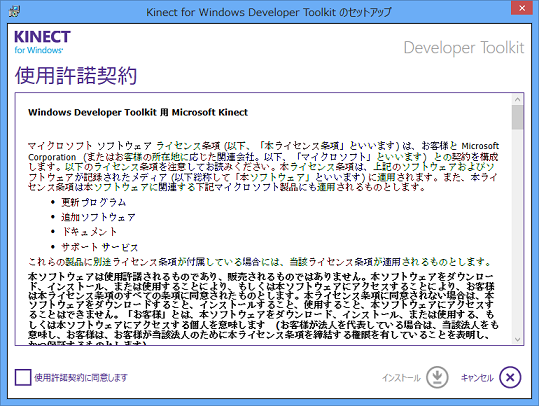 Kinect for Windows Developer Toolkit のセットアップ
KINECT
for Windows
Developer Toolkit
使用許諾契約
Windows Developer Toolkit 用 Microsoft Kinect
マイクロソフト ソフトウェア ライセンス条項 (以下、「本ライセンス条項」といいます) は、お客様と Microsoft
Corporation (またはお客様の所在地に応じた関連会社。以下、「マイクロソフト」といいます) との契約を構成
します。以下のライセンス条項を注意してお読みください。本ライセンス条項は、上記のソフトウェアおよびソ
フトウェアが記録されたメディア (以下総称して「本ソフトウェア」といいます) に適用されます。また、本ライ
センス条項は本ソフトウェアに関連する下記マイクロソフト製品にも適用されるものとします。
• 更新プログラム
• 追加ソフトウェア
• ドキュメント
• サポート サービス
これらの製品に別途ライセンス条項が付属している場合には、当該ライセンス条項が適用されるものとします。
本ソフトウェアは使用許諾されるものであり、販売されるものではありません。本ソフトウェアをダウンロー
ド、インストール、または使用することにより、もしくは本ソフトウェアにアクセスすることにより、お客様
は本ライセンス条項のすべての条項に同意されたものとします。本ライセンス条項に同意されない場合は、本
ソフトウェアをダウンロードすること、インストールすること、使用すること、本ソフトウェアにアクセスす
ることはできません。「お客様」とは、本ソフトウェアをダウンロード、インストール、または使用する、も
しくは本ソフトウェアにアクセスする個人を意味します (お客様が法人を代表している場合は、当該法人をも
意味し、お客様は、お客様が当該法人のために本ライセンス条項を締結する権限を有していることを表明し、
かつ保証するものとします)
使用許諾契約に同意します
インストール
キャンセル